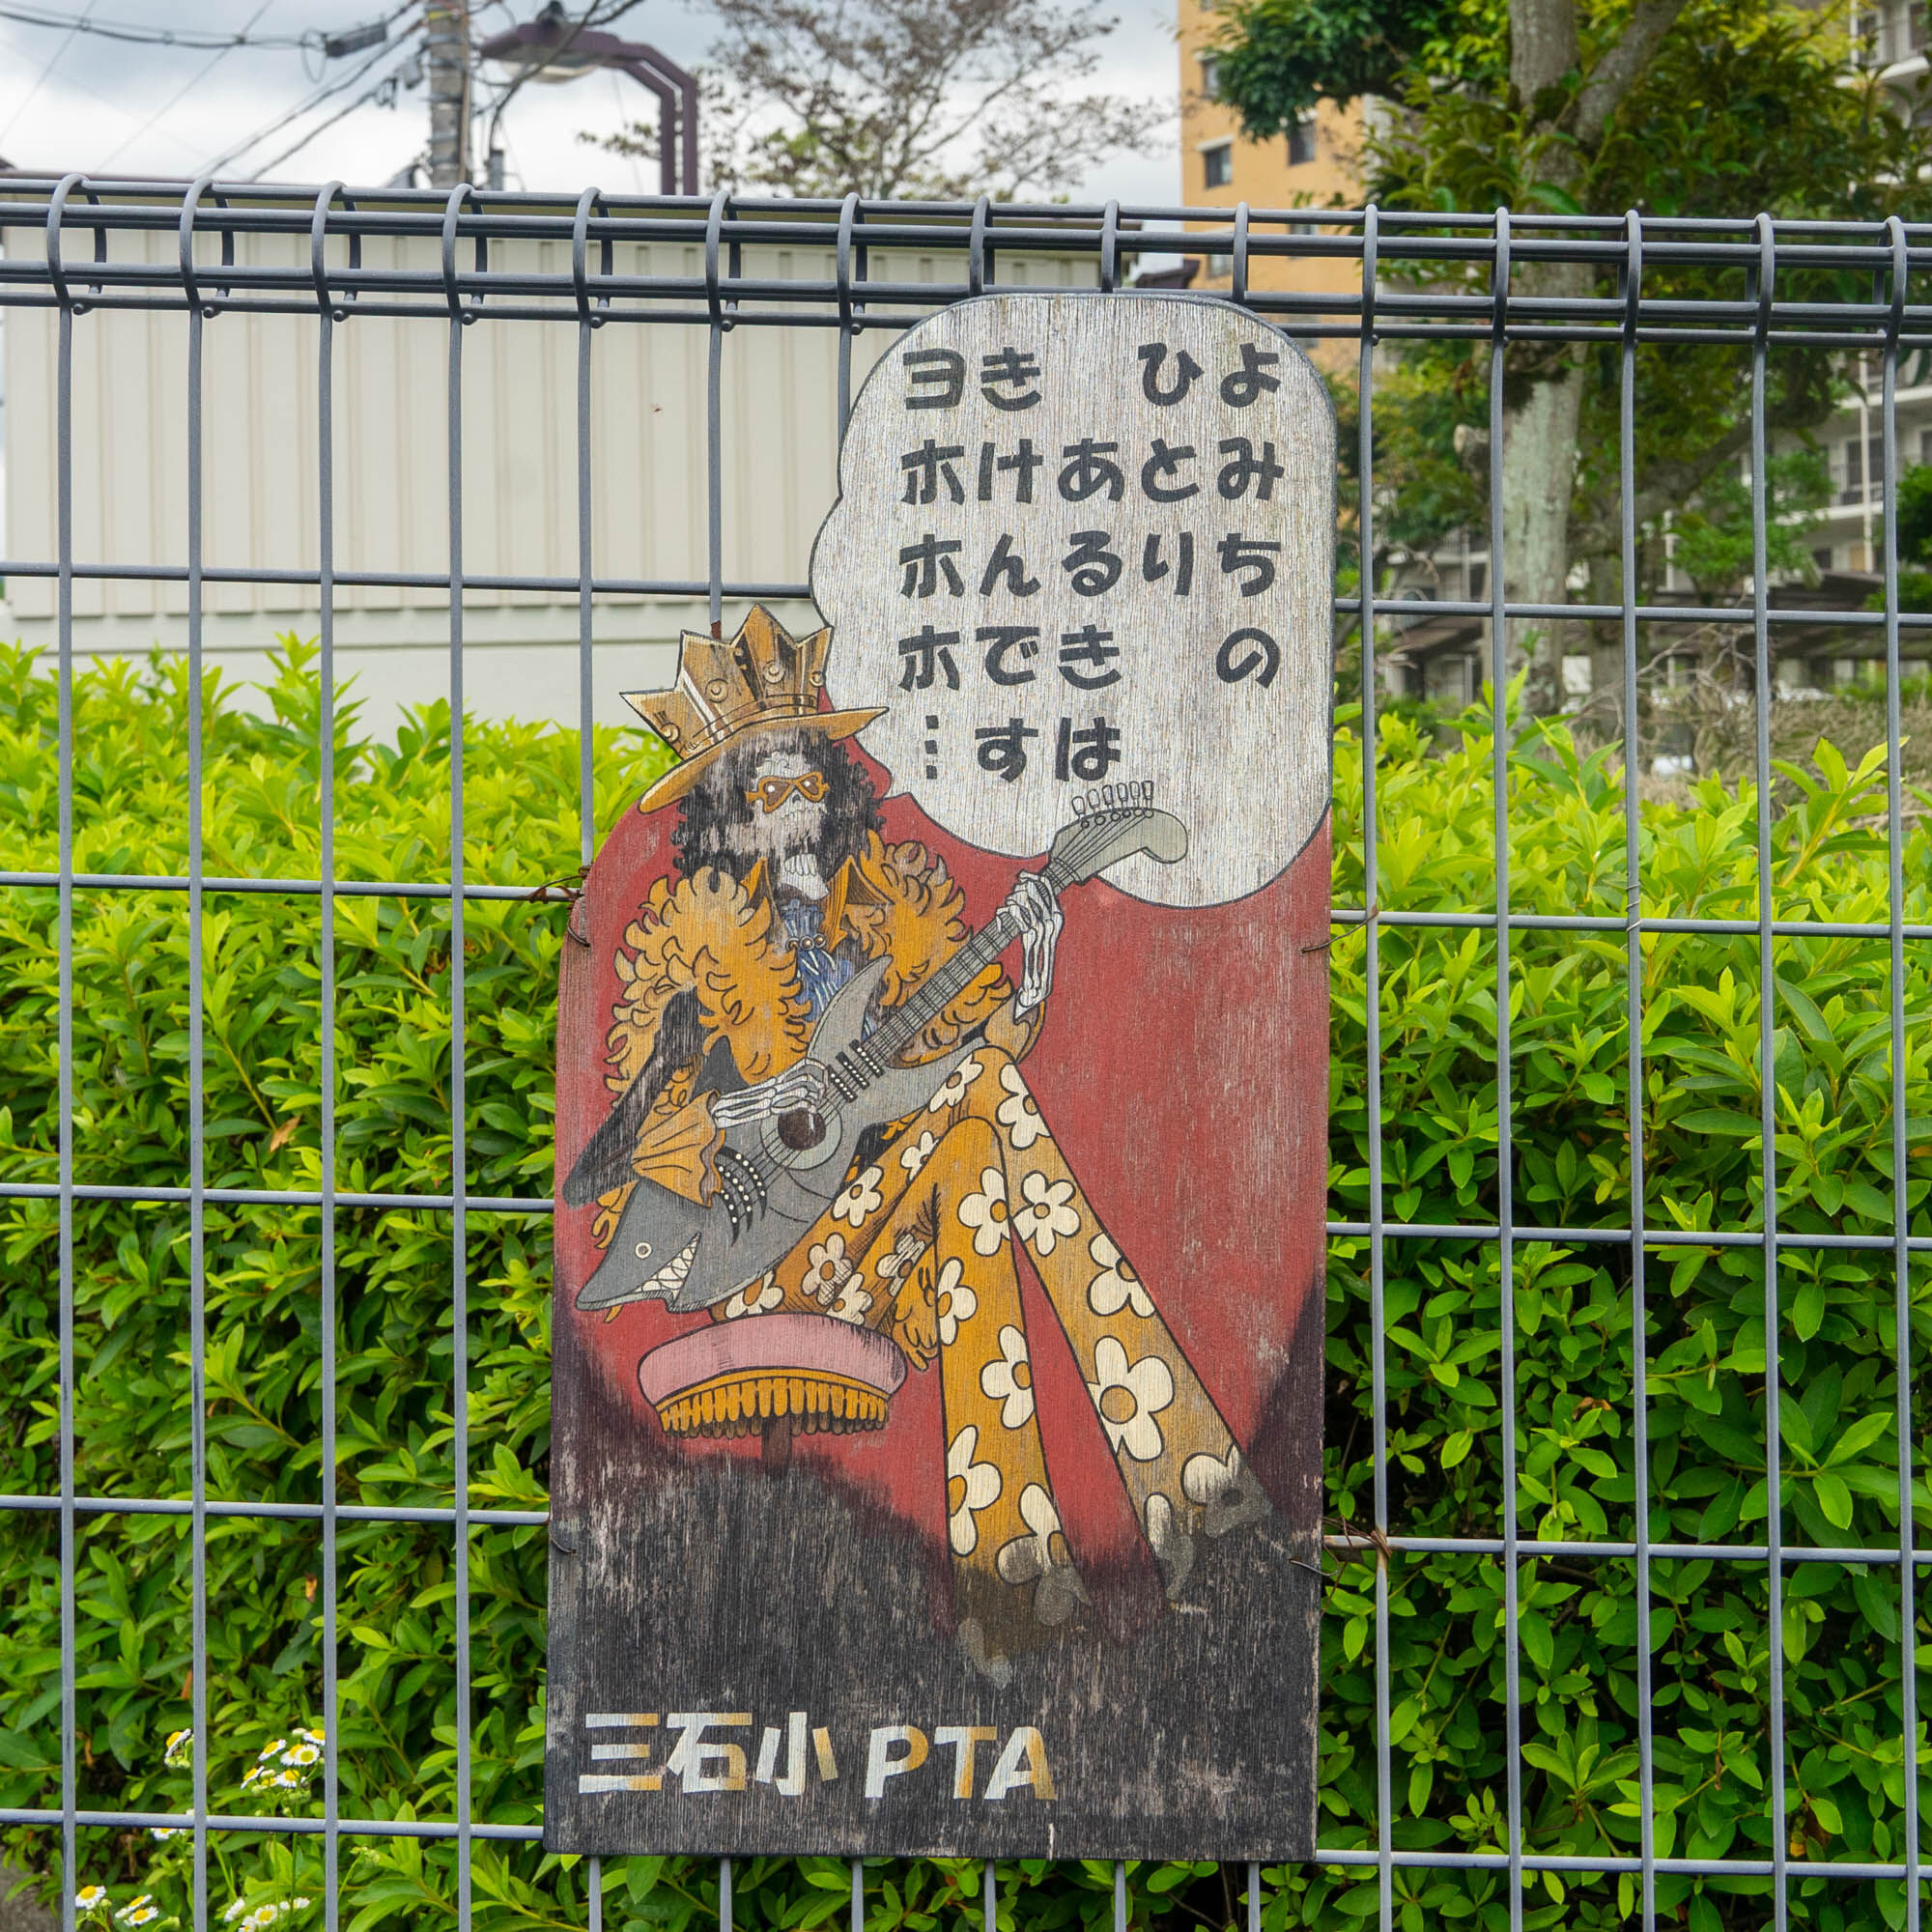 よみちの
ひとり
あるきは
きけんです
ヨホホホ…
三石小 PTA